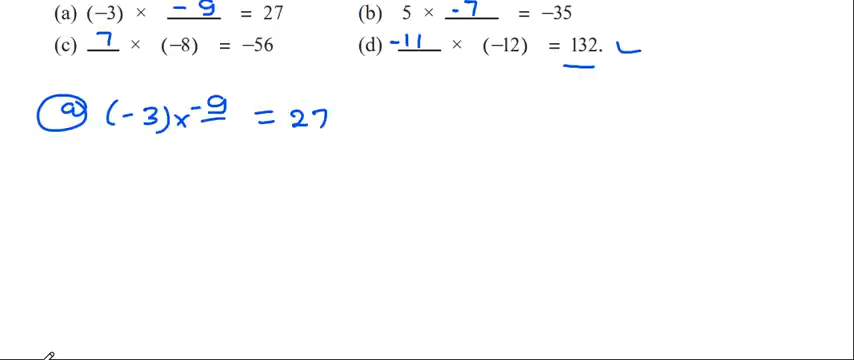 (a) (−3) × -9 = 27 (b) 5 × -7 = −35
(c) 7 × (−8) = −56 (d) -11 × (−12) = 132.
a) (-3)x -9 = 27